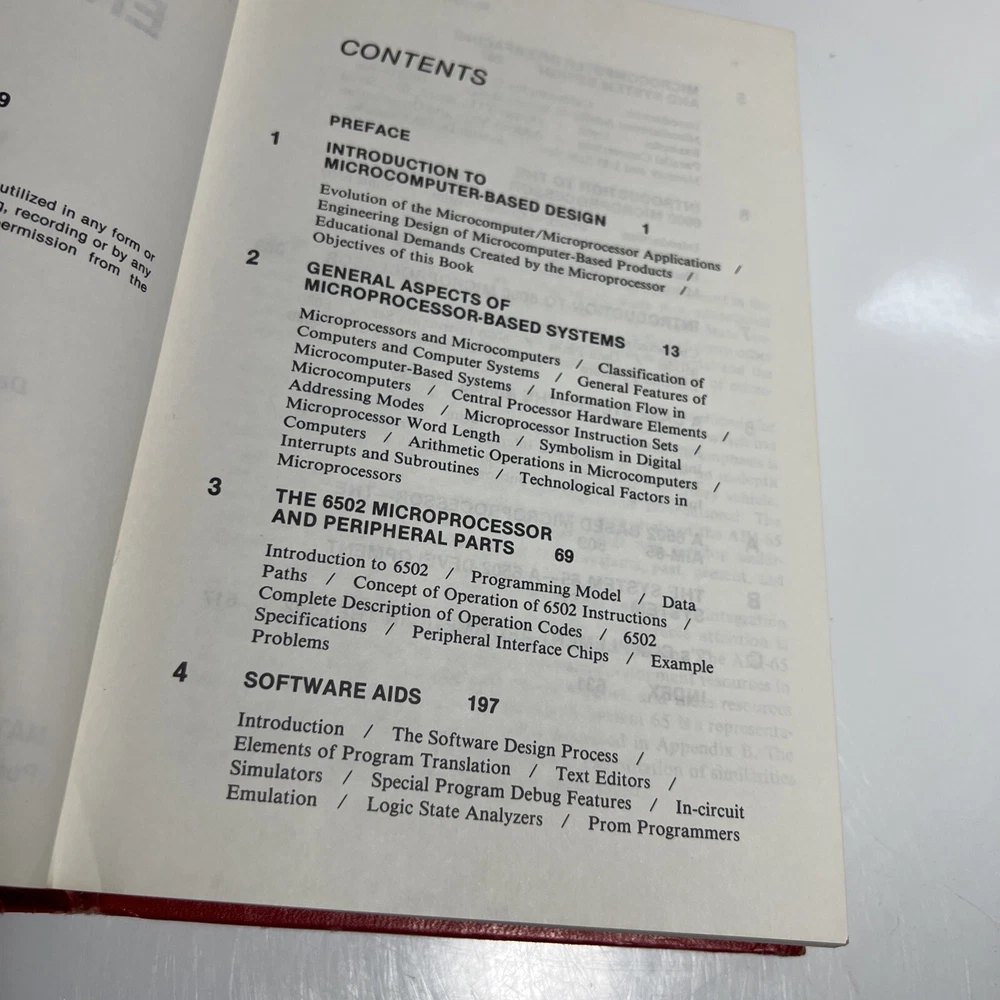 9
utilized in any form or
g, recording or by any
ermission from the
CONTENTS
PREFACE
1 INTRODUCTION TO
MICROCOMPUTER-BASED DESIGN 1
Evolution of the Microcomputer/Microprocessor Applications /
Engineering Design of Microcomputer-Based Products /
Educational Demands Created by the Microprocessor /
Objectives of this Book
2 GENERAL ASPECTS OF
MICROPROCESSOR-BASED SYSTEMS 13
Microprocessors and Microcomputers / Classification of
Computers and Computer Systems / General Features of
Microcomputer-Based Systems / Information Flow in
Microcomputers / Central Processor Hardware Elements /
Addressing Modes / Microprocessor Instruction Sets /
Microprocessor Word Length / Symbolism in Digital
Computers / Arithmetic Operations in Microcomputers /
Interrupts and Subroutines / Technological Factors in
Microprocessors
3 THE 6502 MICROPROCESSOR
AND PERIPHERAL PARTS 69
Introduction to 6502 / Programming Model / Data
Paths / Concept of Operation of 6502 Instructions /
Complete Description of Operation Codes / 6502
Specifications / Peripheral Interface Chips / Example
Problems
4 SOFTWARE AIDS 197
Introduction / The Software Design Process /
Elements of Program Translation / Text Editors /
Simulators / Special Program Debug Features / In-circuit
Emulation / Logic State Analyzers / Prom Programmers